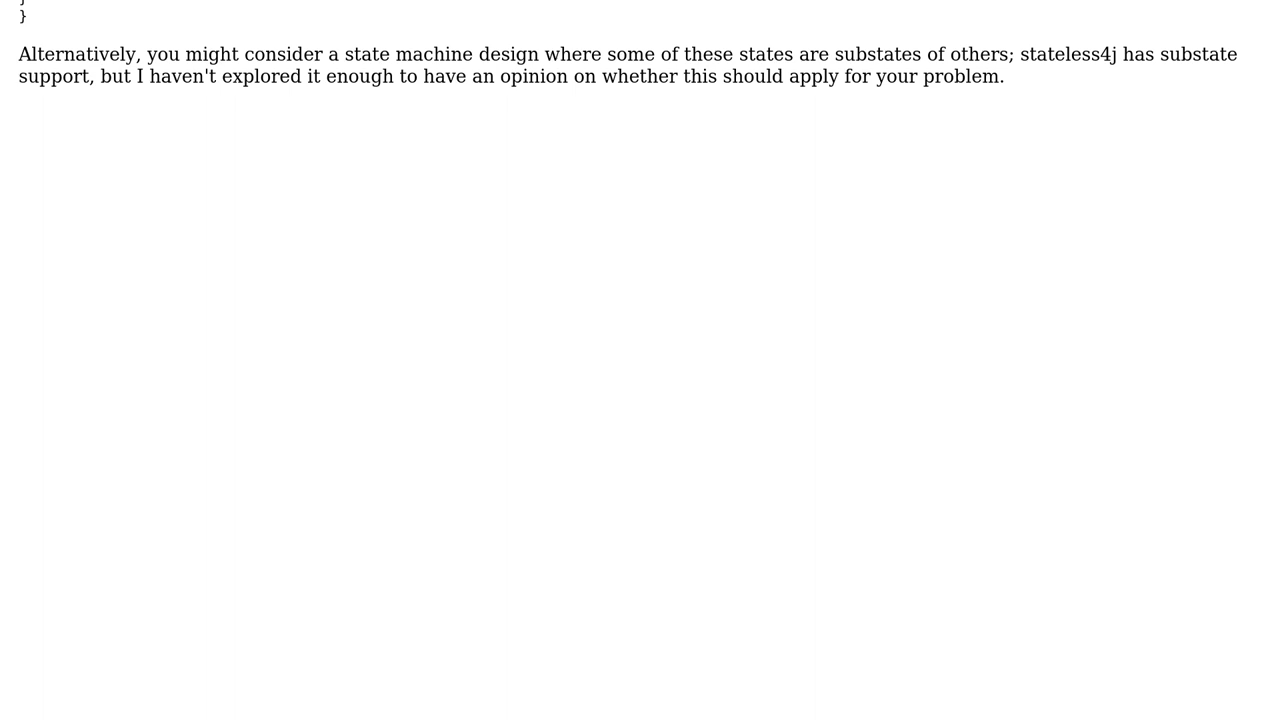 }
Alternatively, you might consider a state machine design where some of these states are substates of others; stateless4j has substate
support, but I haven't explored it enough to have an opinion on whether this should apply for your problem.